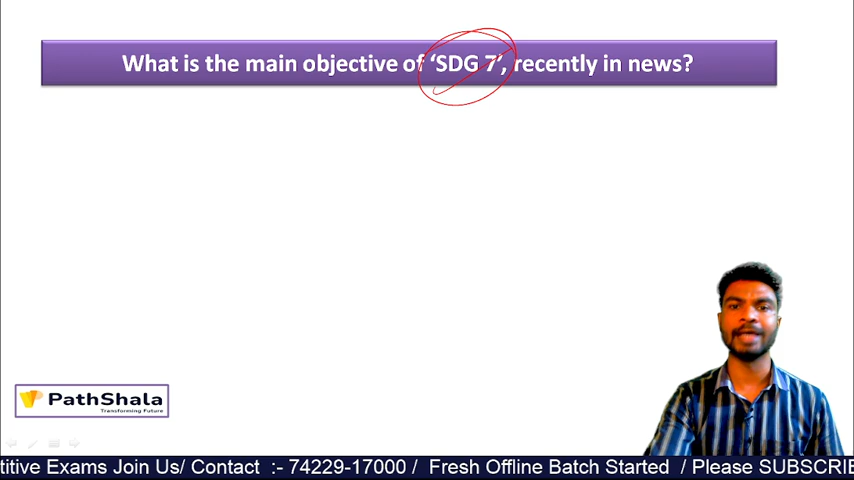 What is the main objective of ‘SDG 7’, recently in news?
PathShala
Transforming Future
titive Exams Join Us/ Contact :- 74229-17000 / Fresh Offline Batch Started / Please SUBSCRIE